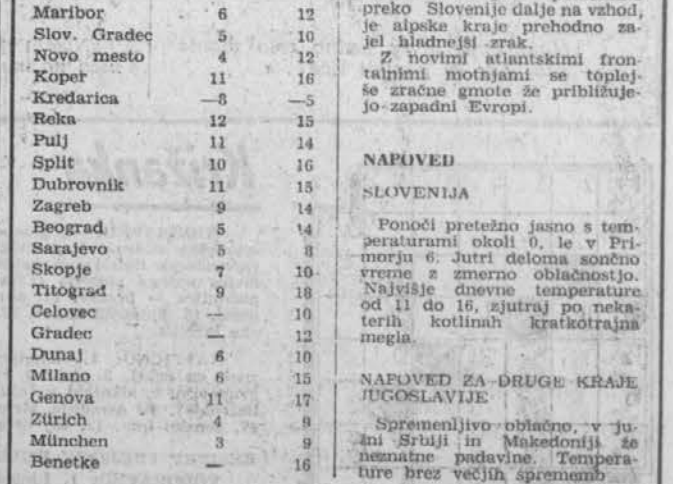 Maribor 6 12
Slov. Gradec 5 10
Novo mesto 4 12
Koper 11 16
Kredarica —8 —5
Reka 12 15
Pulj 11 14
Split 10 16
Dubrovnik 11 15
Zagreb 9 14
Beograd 5 14
Sarajevo 5 8
Skopje 7 10
Titograd 9 18
Celovec — 10
Gradec — 12
Dunaj 6 10
Milano 6 15
Genova 11 17
Zürich 4 9
München 3 9
Benetke — 16
preko Slovenije dalje na vzhod,
je alpske kraje prehodno za-
jel hladnejši zrak.
Z novimi atlantskimi fron-
talnimi motnjami se toplej-
še zračne gmote že približuje-
jo zapadni Evropi.
NAPOVED
SLOVENIJA
Ponoči pretežno jasno s tem-
peraturami okoli 0, le v Pri-
morju 6. Jutri deloma sončno
vreme z zmerno oblačnostjo.
Najvišje dnevne temperature
od 11 do 16, zjutraj po neka-
terih kotlinah kratkotrajna
megla.
NAPOVED ZA DRUGE KRAJE
JUGOSLAVIJE
Spremenljivo oblačno, v ju-
žni Srbiji in Makedoniji še
neznatne padavine. Tempera-
ture brez večjih sprememb